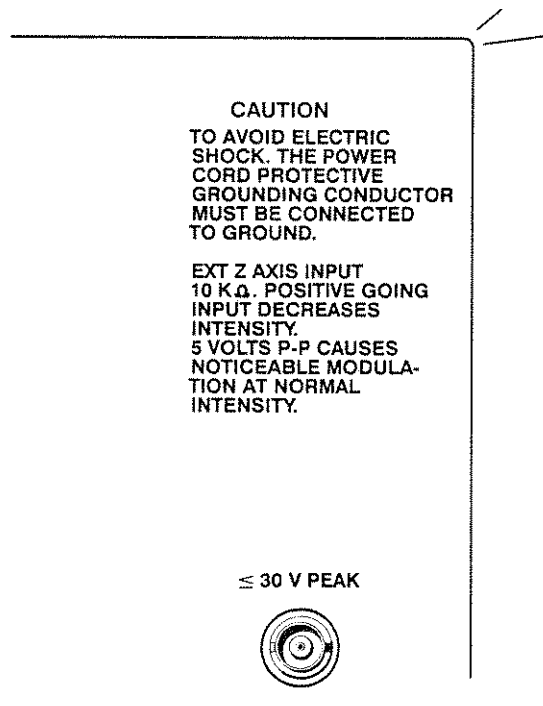 CAUTION
TO AVOID ELECTRIC
SHOCK. THE POWER
CORD PROTECTIVE
GROUNDING CONDUCTOR
MUST BE CONNECTED
TO GROUND.
EXT Z AXIS INPUT
10 KΩ. POSITIVE GOING
INPUT DECREASES
INTENSITY.
5 VOLTS P-P CAUSES
NOTICEABLE MODULA-
TION AT NORMAL
INTENSITY.
≤ 30 V PEAK